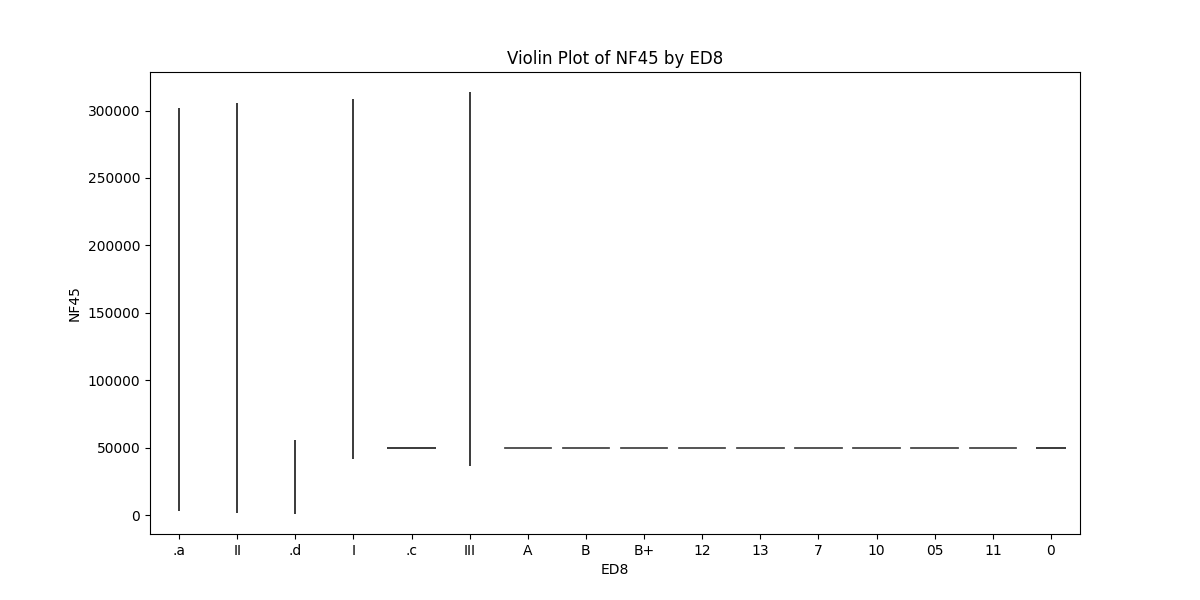 Violin Plot of NF45 by ED8
300000
250000
200000
150000
100000
50000
0
NF45
.a II .d I .c III A B B+ 12 13 7 10 05 11 0
ED8